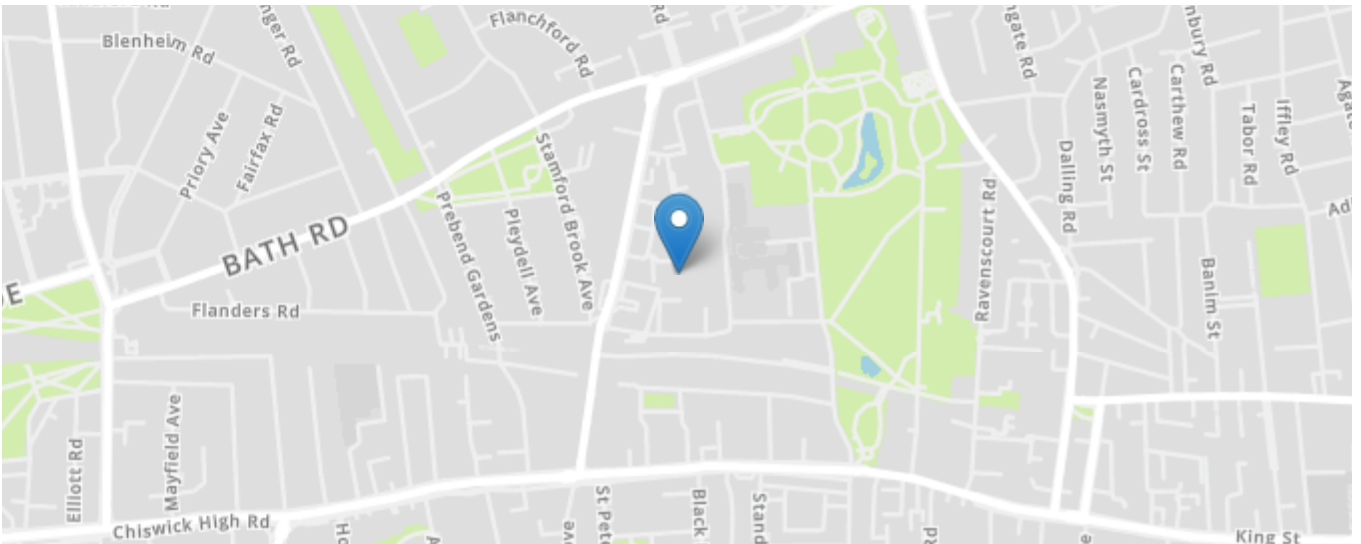 Blenheim Rd
Flanchford Rd
Rd
Priory Ave
Fairfax Rd
BATH RD
Flanders Rd
Prebend Gardens
Pleydell Ave
Stamford Brook Ave
Ravenscourt Rd
Dalling Rd
Nasmyth St
Cardross St
Carthew Rd
Tabor Rd
Iffley Rd
Banim St
Elliott Rd
Mayfield Ave
Chiswick High Rd
Black
Stand
King St